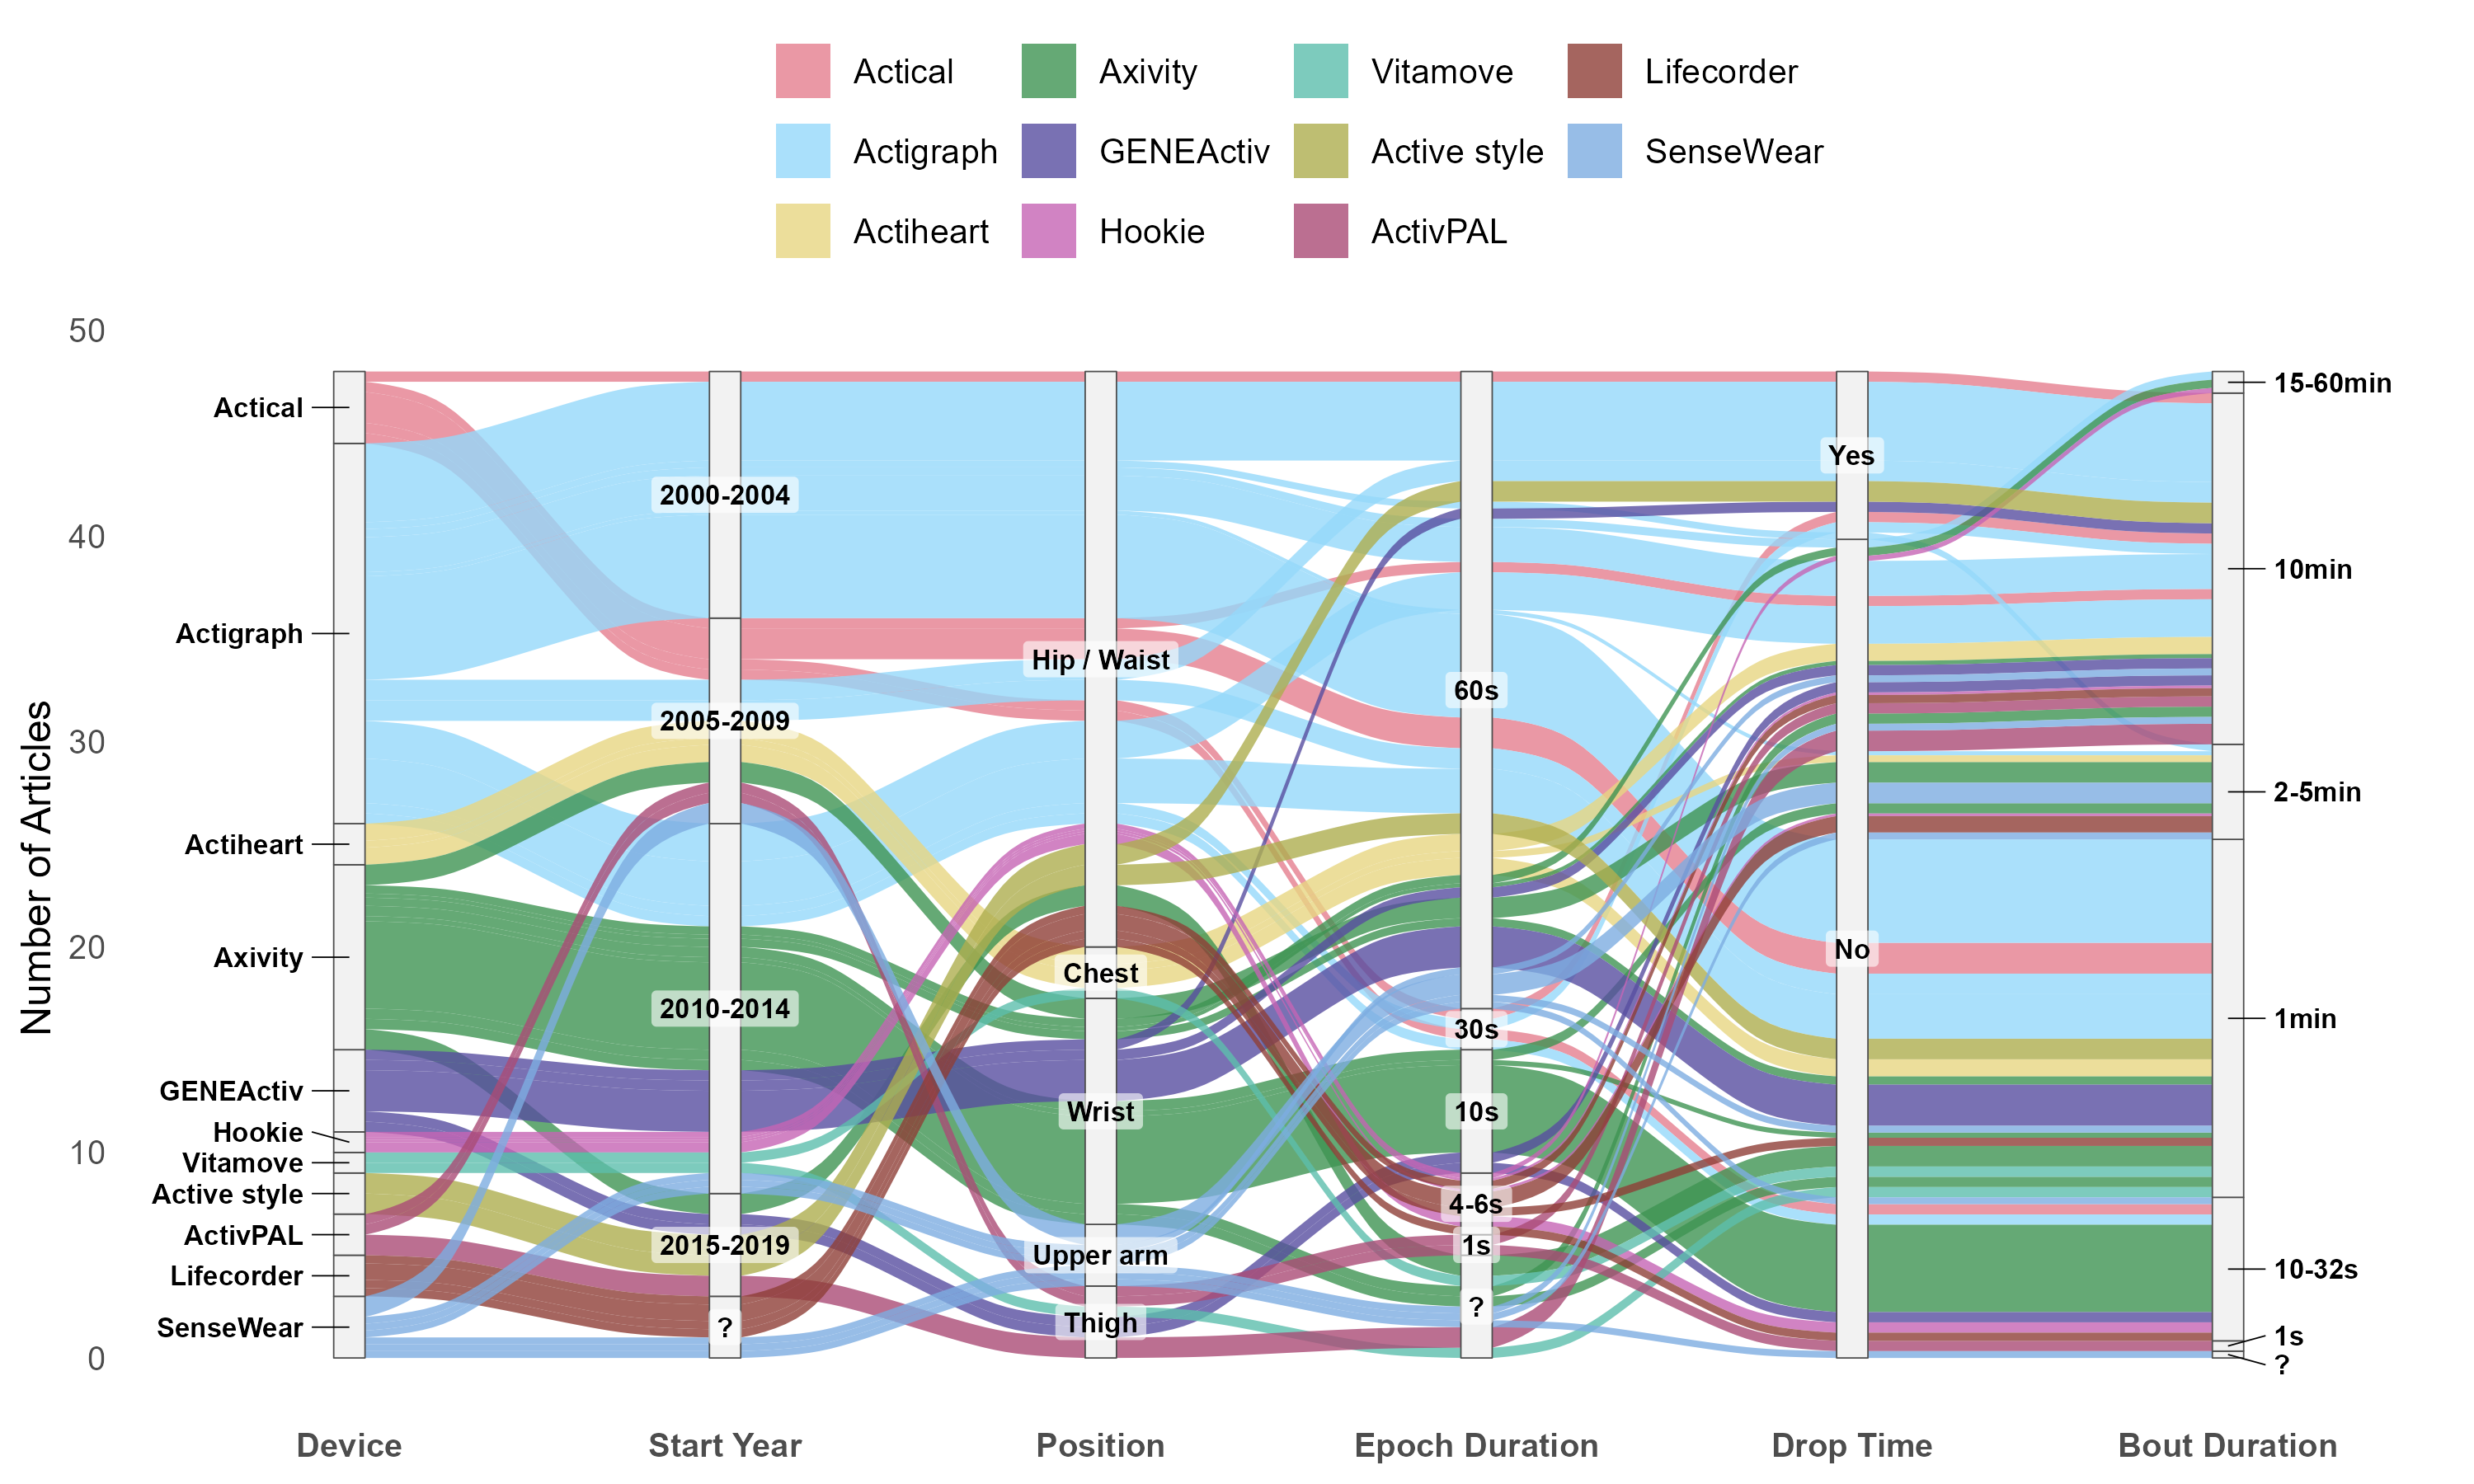 Actical
Axivity
Vitamove
Lifecorder
Actigraph
GENEActiv
Active style
SenseWear
Actiheart
Hookie
ActivPAL
Number of Articles
50
40
30
20
10
0
Actical
Actigraph
Actiheart
Axivity
GENEActiv
Hookie
Vitamove
Active style
ActivPAL
Lifecorder
SenseWear
2000-2004
2005-2009
2010-2014
2015-2019
?
Hip / Waist
Chest
Wrist
Upper arm
Thigh
60s
30s
10s
4-6s
1s
?
Yes
No
15-60min
10min
2-5min
1min
10-32s
1s
?
Device
Start Year
Position
Epoch Duration
Drop Time
Bout Duration